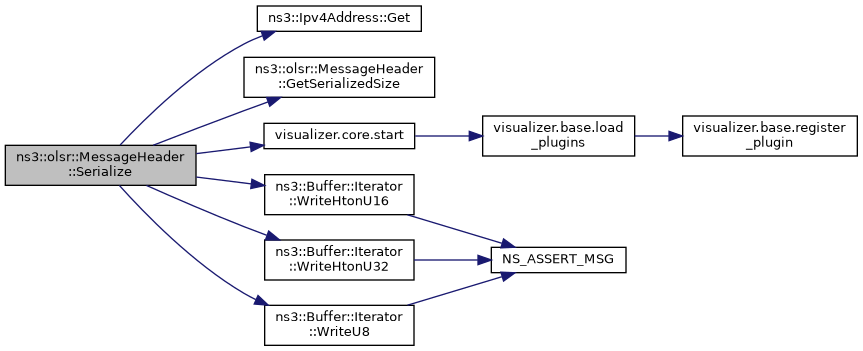 ns3::Ipv4Address::Get
ns3::olsr::MessageHeader
::GetSerializedSize
visualizer.core.start
visualizer.base.load
_plugins
visualizer.base.register
_plugin
ns3::olsr::MessageHeader
::Serialize
ns3::Buffer::Iterator
::WriteHtonU16
ns3::Buffer::Iterator
::WriteHtonU32
NS_ASSERT_MSG
ns3::Buffer::Iterator
::WriteU8